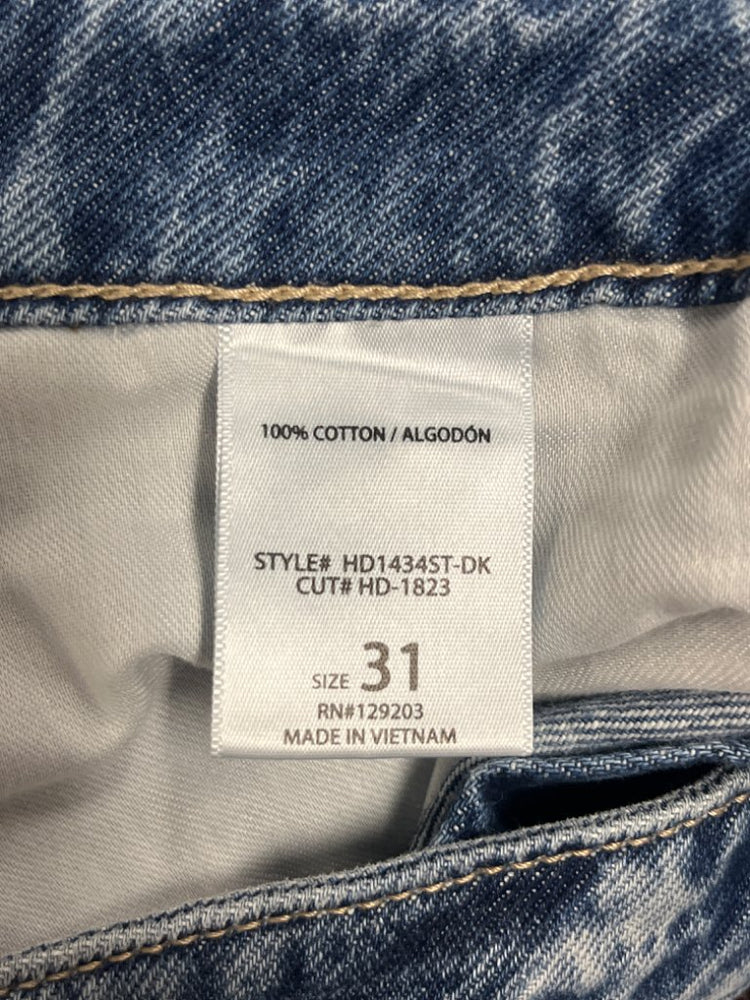 100% COTTON / ALGODÓN
STYLE# HD1434ST-DK
CUT# HD-1823
SIZE 31
RN#129203
MADE IN VIETNAM